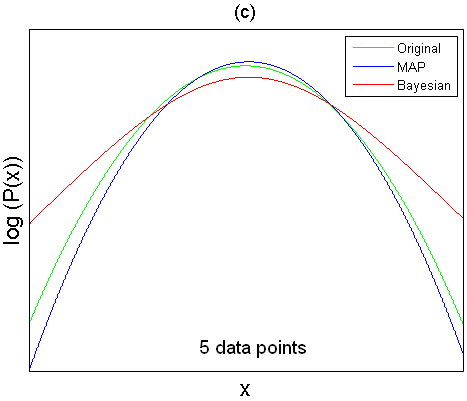 (c)
Original
MAP
Bayesian
log (P(x))
5 data points
X